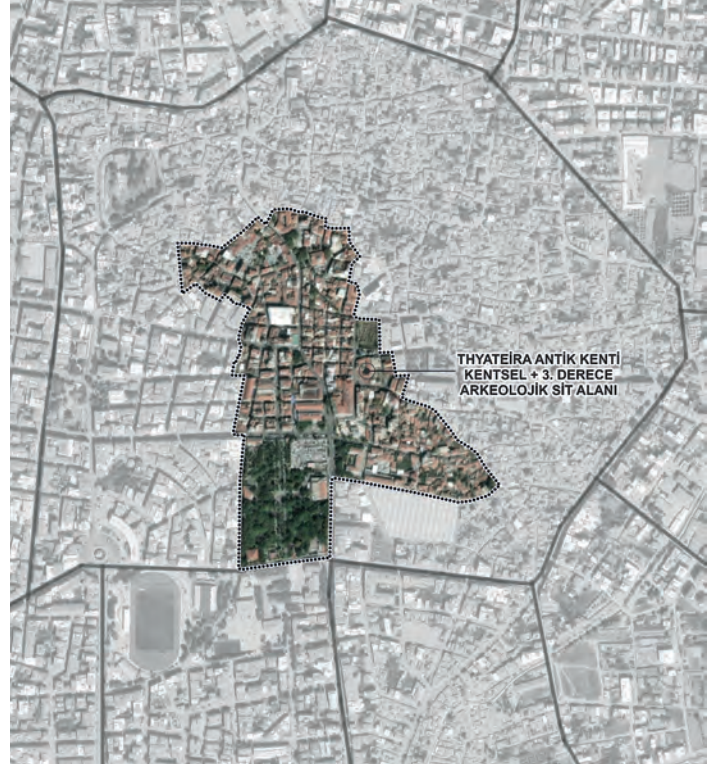 THYATEİRA ANTİK KENTİ
KENTSEL + 3. DERECE
ARKEOLOJİK SİT ALANI